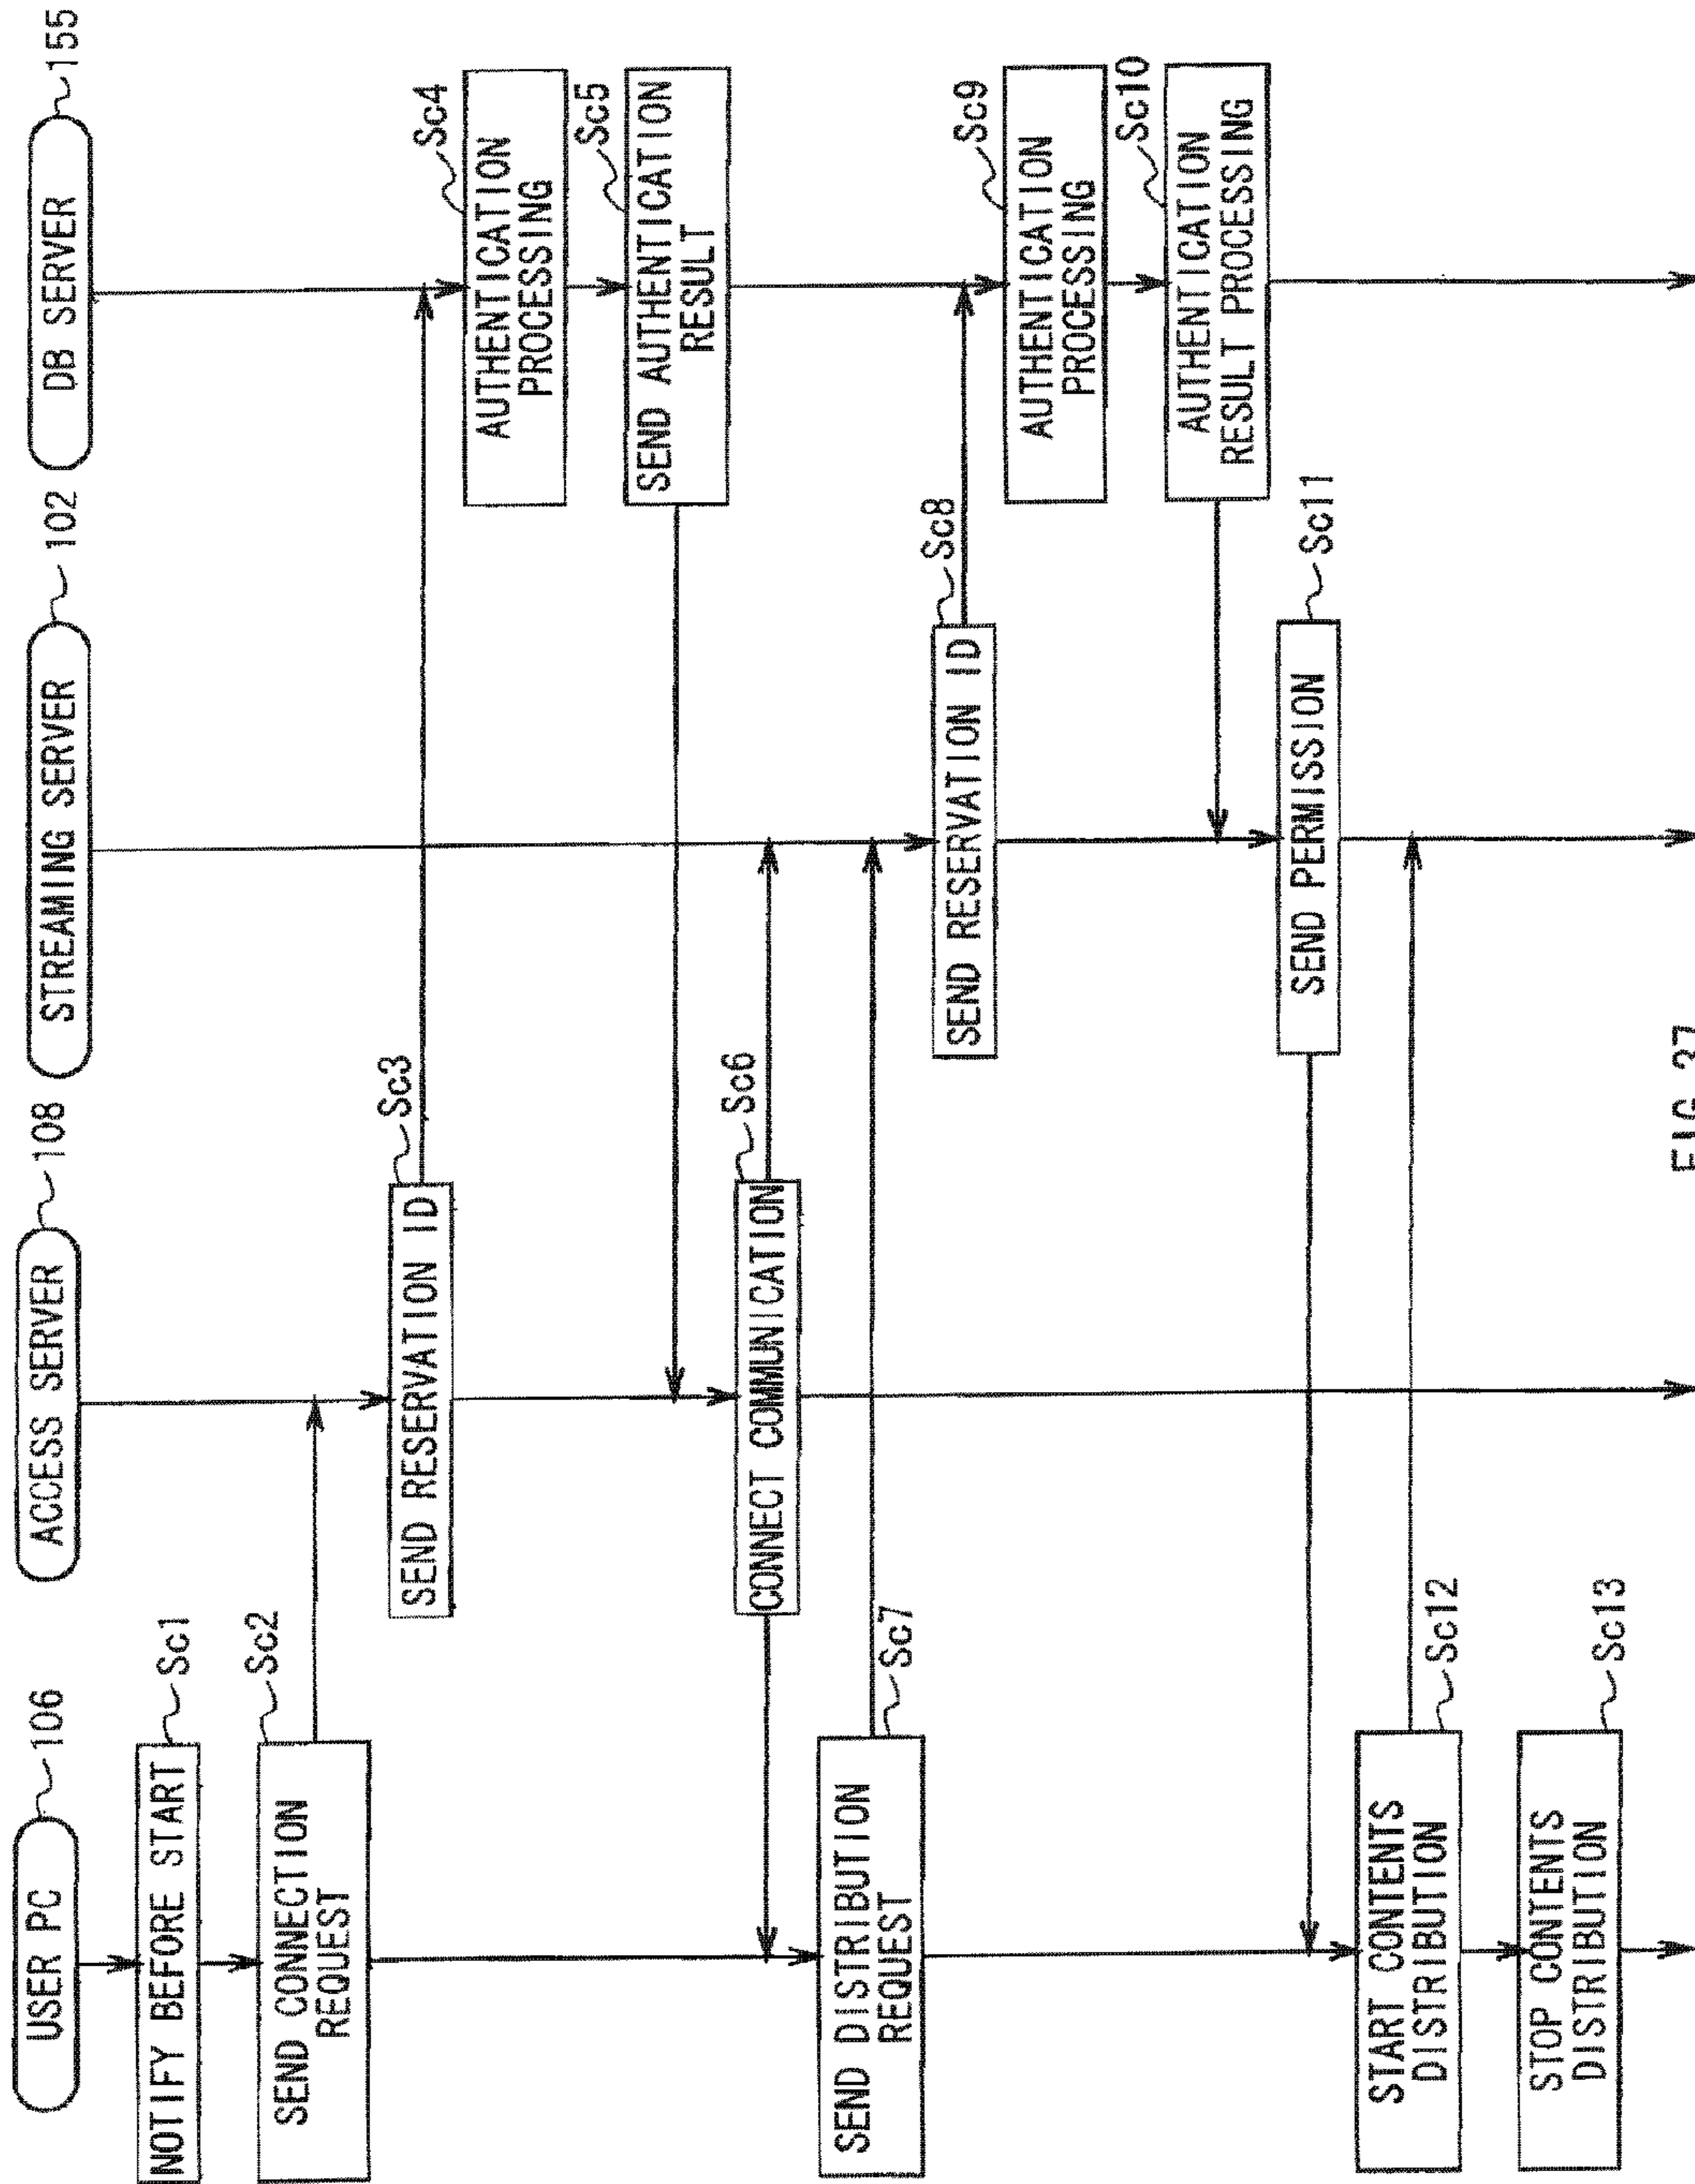 USER PC
106
ACCESS SERVER
108
STREAMING SERVER
102
DB SERVER
155
NOTIFY BEFORE START
Sc1
SEND CONNECTION
REQUEST
Sc2
SEND RESERVATION ID
Sc3
AUTHENTICATION
PROCESSING
Sc4
SEND AUTHENTICATION
RESULT
Sc5
CONNECT COMMUNICATION
Sc6
SEND DISTRIBUTION
REQUEST
Sc7
SEND RESERVATION ID
Sc8
AUTHENTICATION
PROCESSING
Sc9
AUTHENTICATION
RESULT PROCESSING
Sc10
SEND PERMISSION
Sc11
START CONTENTS
DISTRIBUTION
Sc12
STOP CONTENTS
DISTRIBUTION
Sc13
FIG. 37